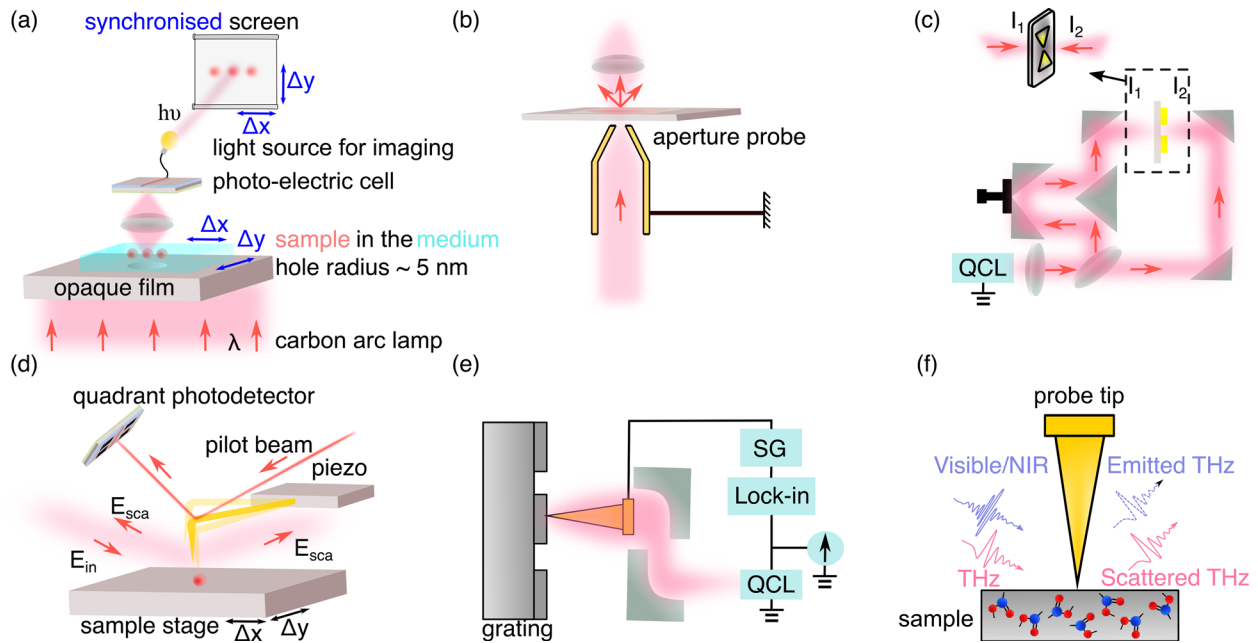 (a)
synchronised screen
Δy
Δx
hυ
light source for imaging
photo-electric cell
Δx
Δy
sample in the medium
hole radius ~ 5 nm
opaque film
λ
carbon arc lamp
(b)
aperture probe
(c)
I₁
I₂
I₁
I₂
QCL
(d)
quadrant photodetector
pilot beam
piezo
E_sca
E_in
E_sca
sample stage
Δx
Δy
(e)
SG
Lock-in
QCL
grating
(f)
probe tip
Visible/NIR
Emitted THz
THz
Scattered THz
sample